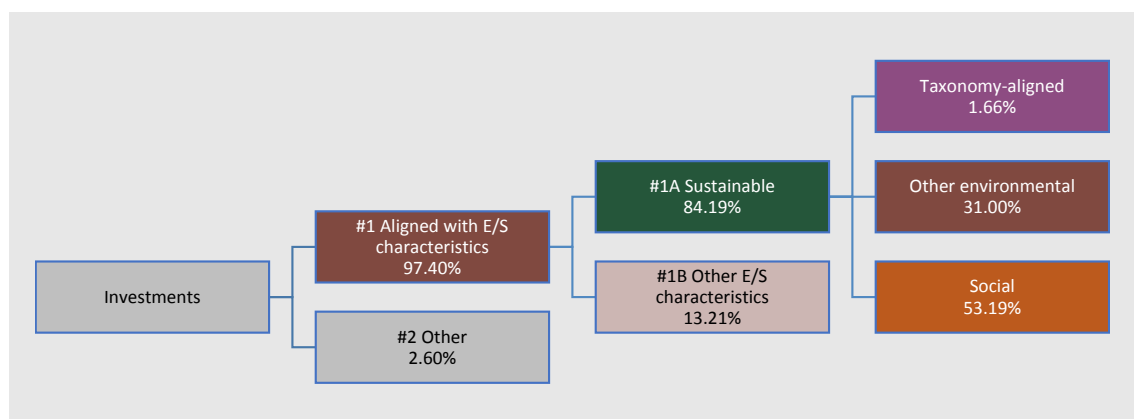 Investments
#1 Aligned with E/S
characteristics
97.40%
#2 Other
2.60%
#1A Sustainable
84.19%
#1B Other E/S
characteristics
13.21%
Taxonomy-aligned
1.66%
Other environmental
31.00%
Social
53.19%